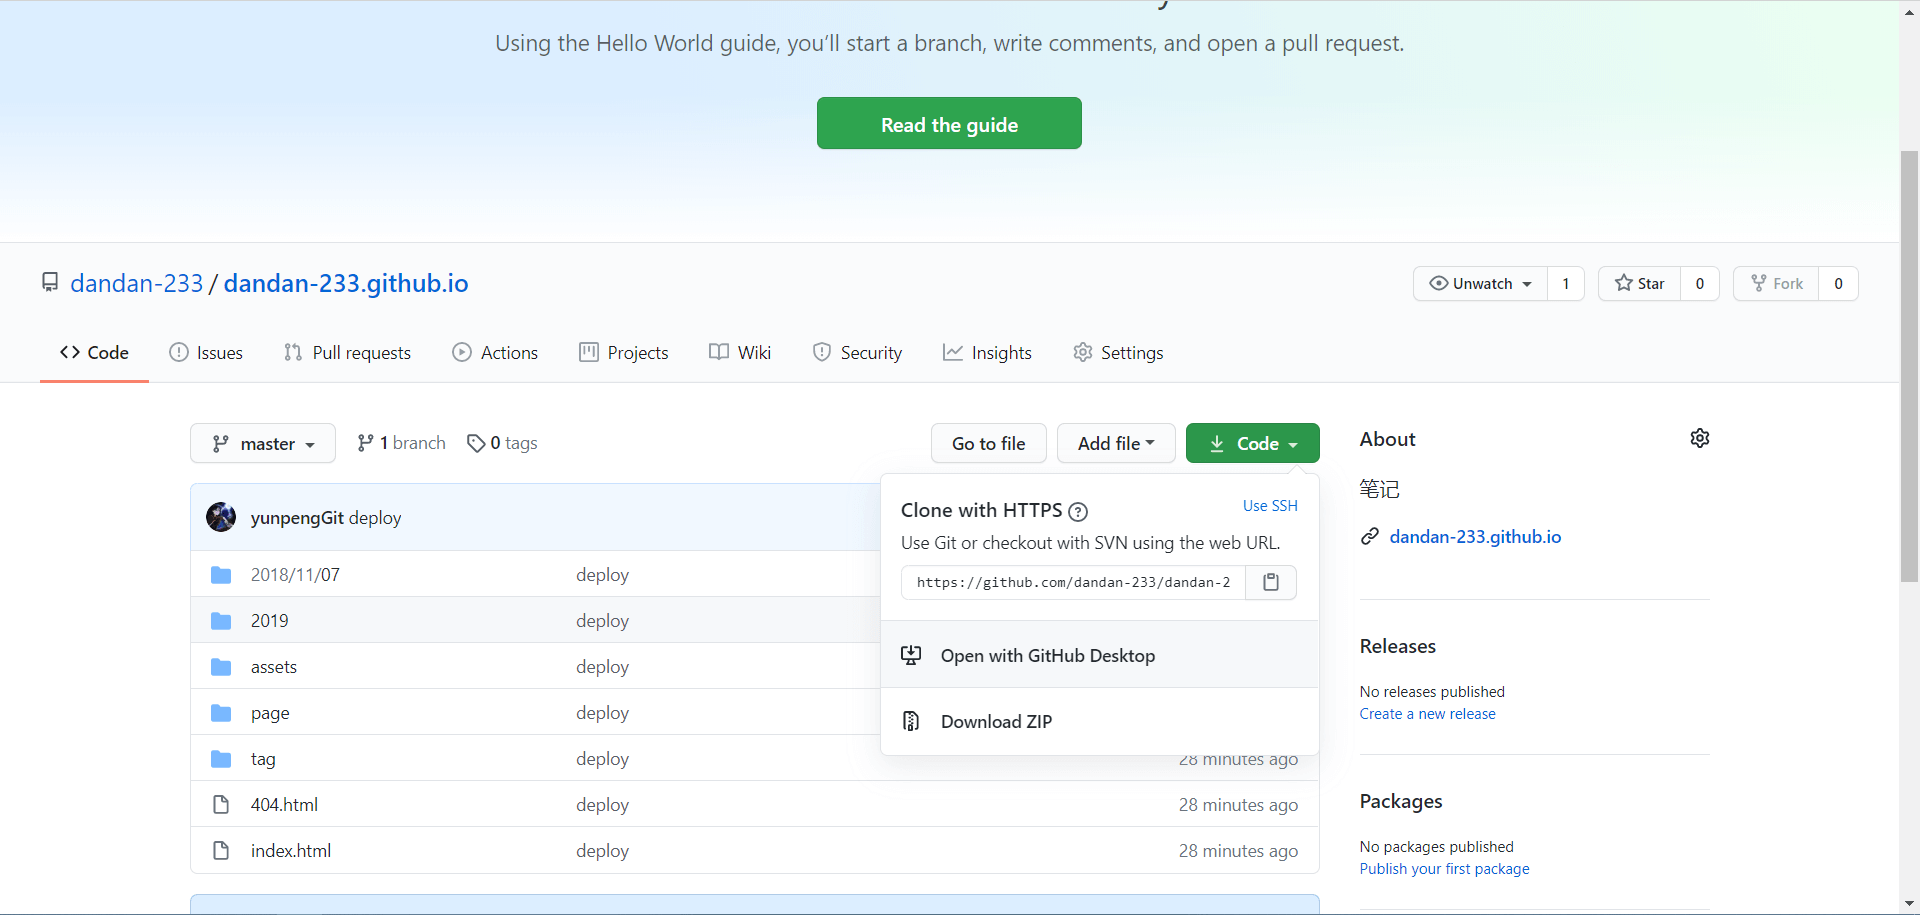 Using the Hello World guide, you’ll start a branch, write comments, and open a pull request.
Read the guide
dandan-233 / dandan-233.github.io
Unwatch 1 Star 0 Fork 0
Code Issues Pull requests Actions Projects Wiki Security Insights Settings
master 1 branch 0 tags Go to file Add file Code
yunpengGit deploy
2018/11/07 deploy
2019 deploy
assets deploy
page deploy
tag deploy 28 minutes ago
404.html deploy 28 minutes ago
index.html deploy 28 minutes ago
Clone with HTTPS Use SSH
Use Git or checkout with SVN using the web URL.
https://github.com/dandan-233/dandan-2
Open with GitHub Desktop
Download ZIP
About
笔记
dandan-233.github.io
Releases
No releases published
Create a new release
Packages
No packages published
Publish your first package